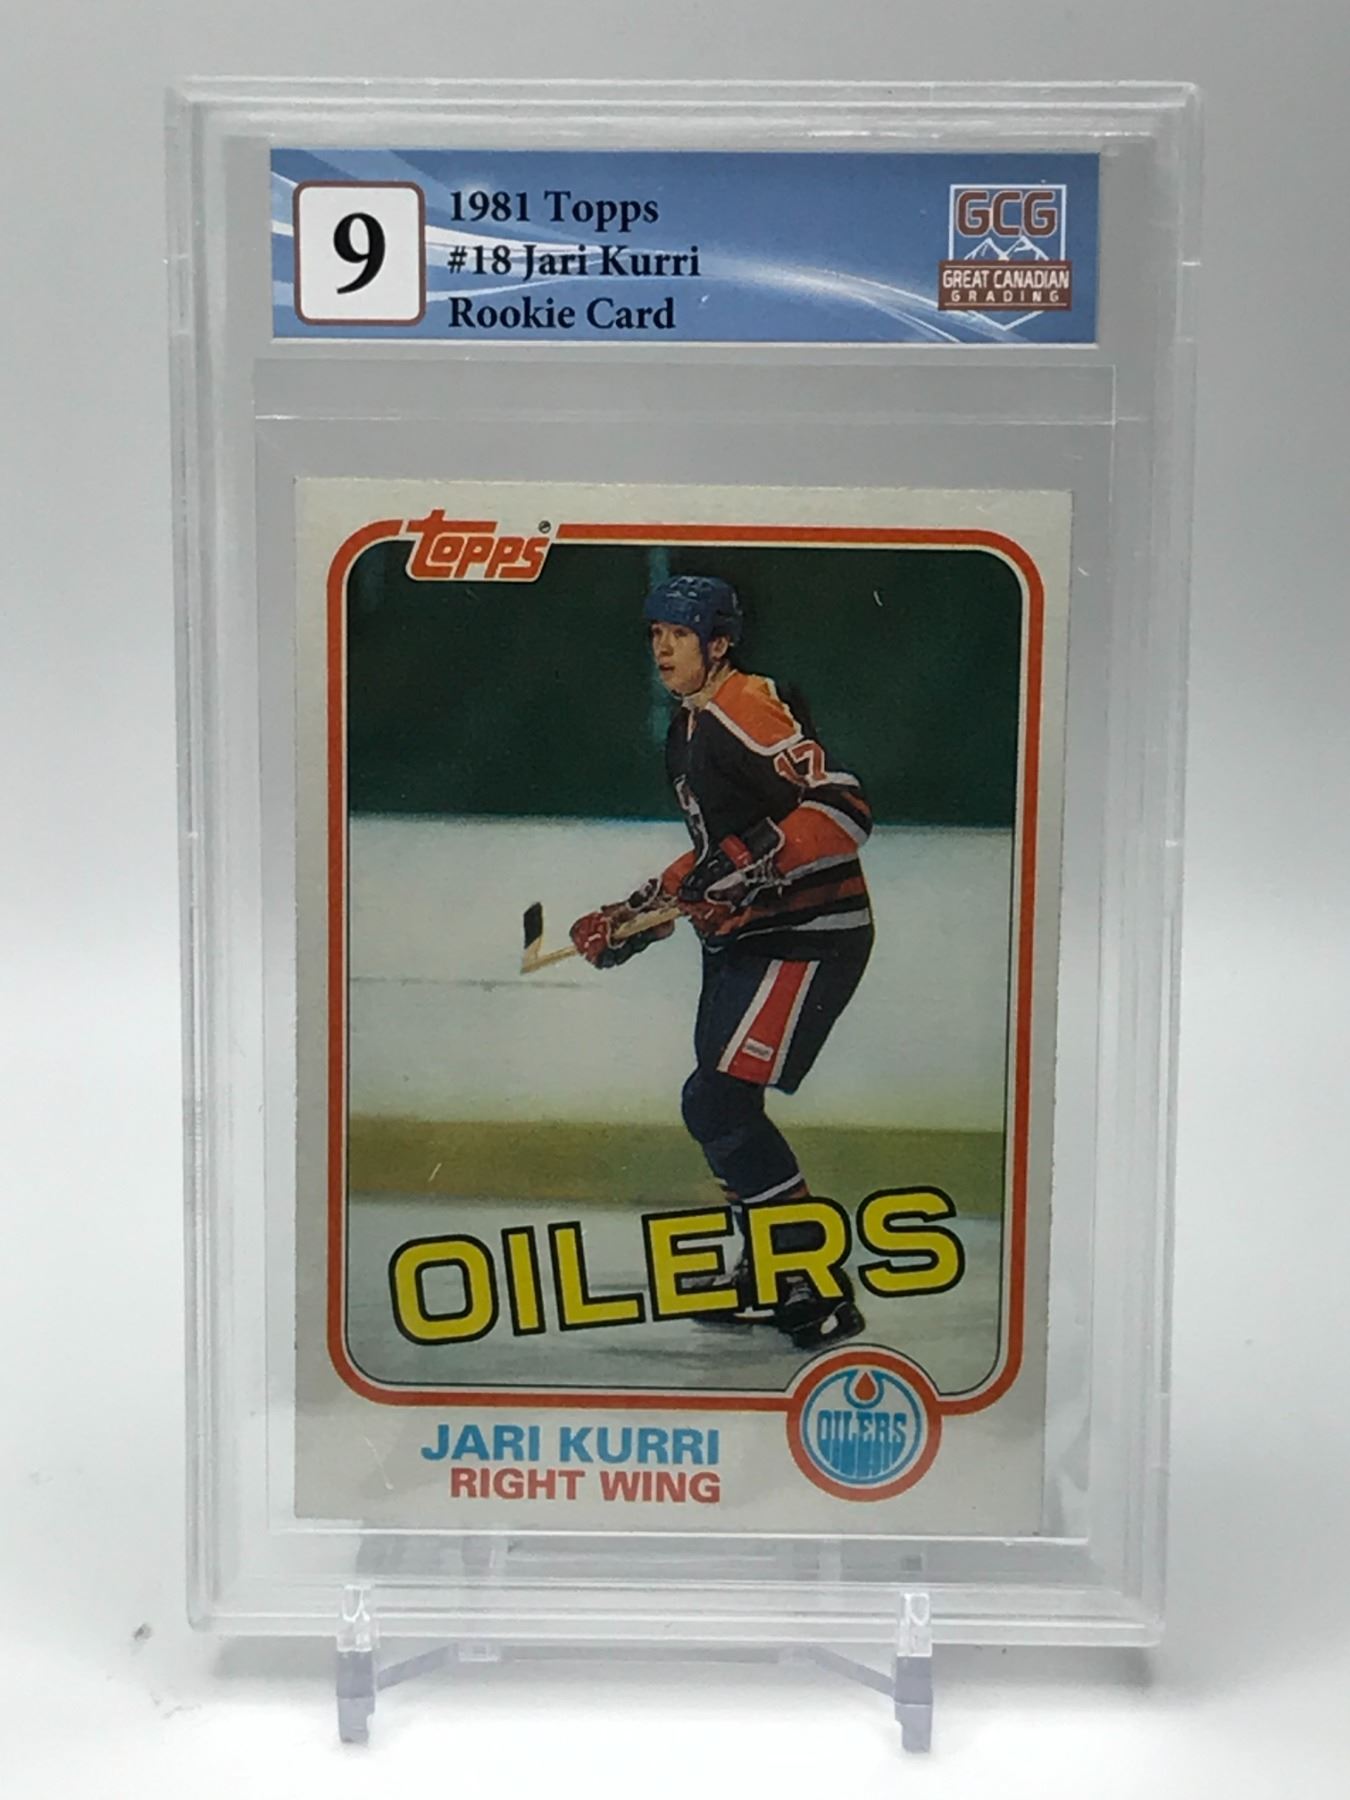 9
1981 Topps
#18 Jari Kurri
Rookie Card
GCG
GREAT CANADIAN
GRADING
topps
17
OILERS
OILERS
JARI KURRI
RIGHT WING